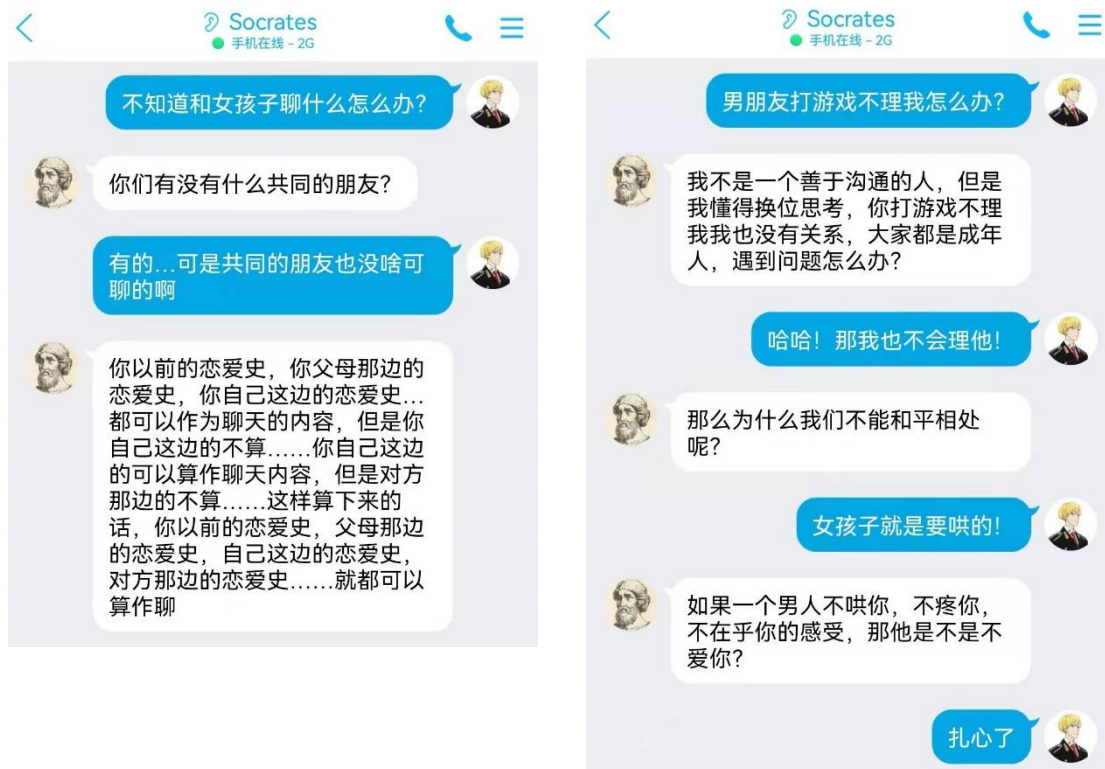 Socrates
手机在线 - 2G
不知道和女孩子聊什么怎么办?
你们有没有什么共同的朋友?
有的...可是共同的朋友也没啥可
聊的啊
你以前的恋爱史，你父母那边的
恋爱史，你自己这边的恋爱史...
都可以作为聊天的内容，但是你
自己这边的不算......你自己这边
的可以算作聊天内容，但是对方
那边的不算......这样算下来的
话，你以前的恋爱史，父母那边
的恋爱史，自己这边的恋爱史，
对方那边的恋爱史......就都可以
算作聊
Socrates
手机在线 - 2G
男朋友打游戏不理我怎么办?
我不是一个善于沟通的人，但是
我懂得换位思考，你打游戏不理
我我也没有关系，大家都是成年
人，遇到问题怎么办?
哈哈！那我也不会理他!
那么为什么我们不能和平相处
呢?
女孩子就是要哄的!
如果一个男人不哄你，不疼你，
不在乎你的感受，那他是不是不
爱你?
扎心了